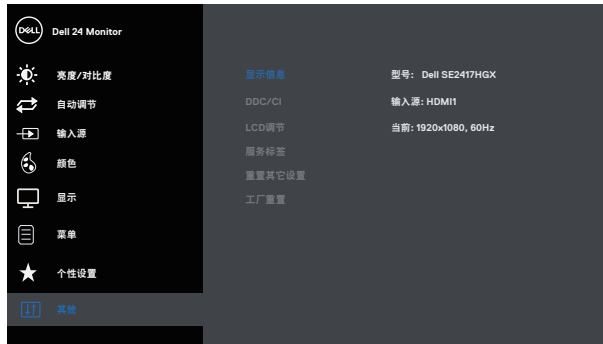 DELL
Dell 24 Monitor
亮度/对比度
自动调节
输入源
颜色
显示
菜单
个性设置
其他
显示信息
DDC/CI
LCD调节
服务标签
重置其它设置
工厂重置
型号: Dell SE2417HGX
输入源: HDMI1
当前: 1920x1080, 60Hz